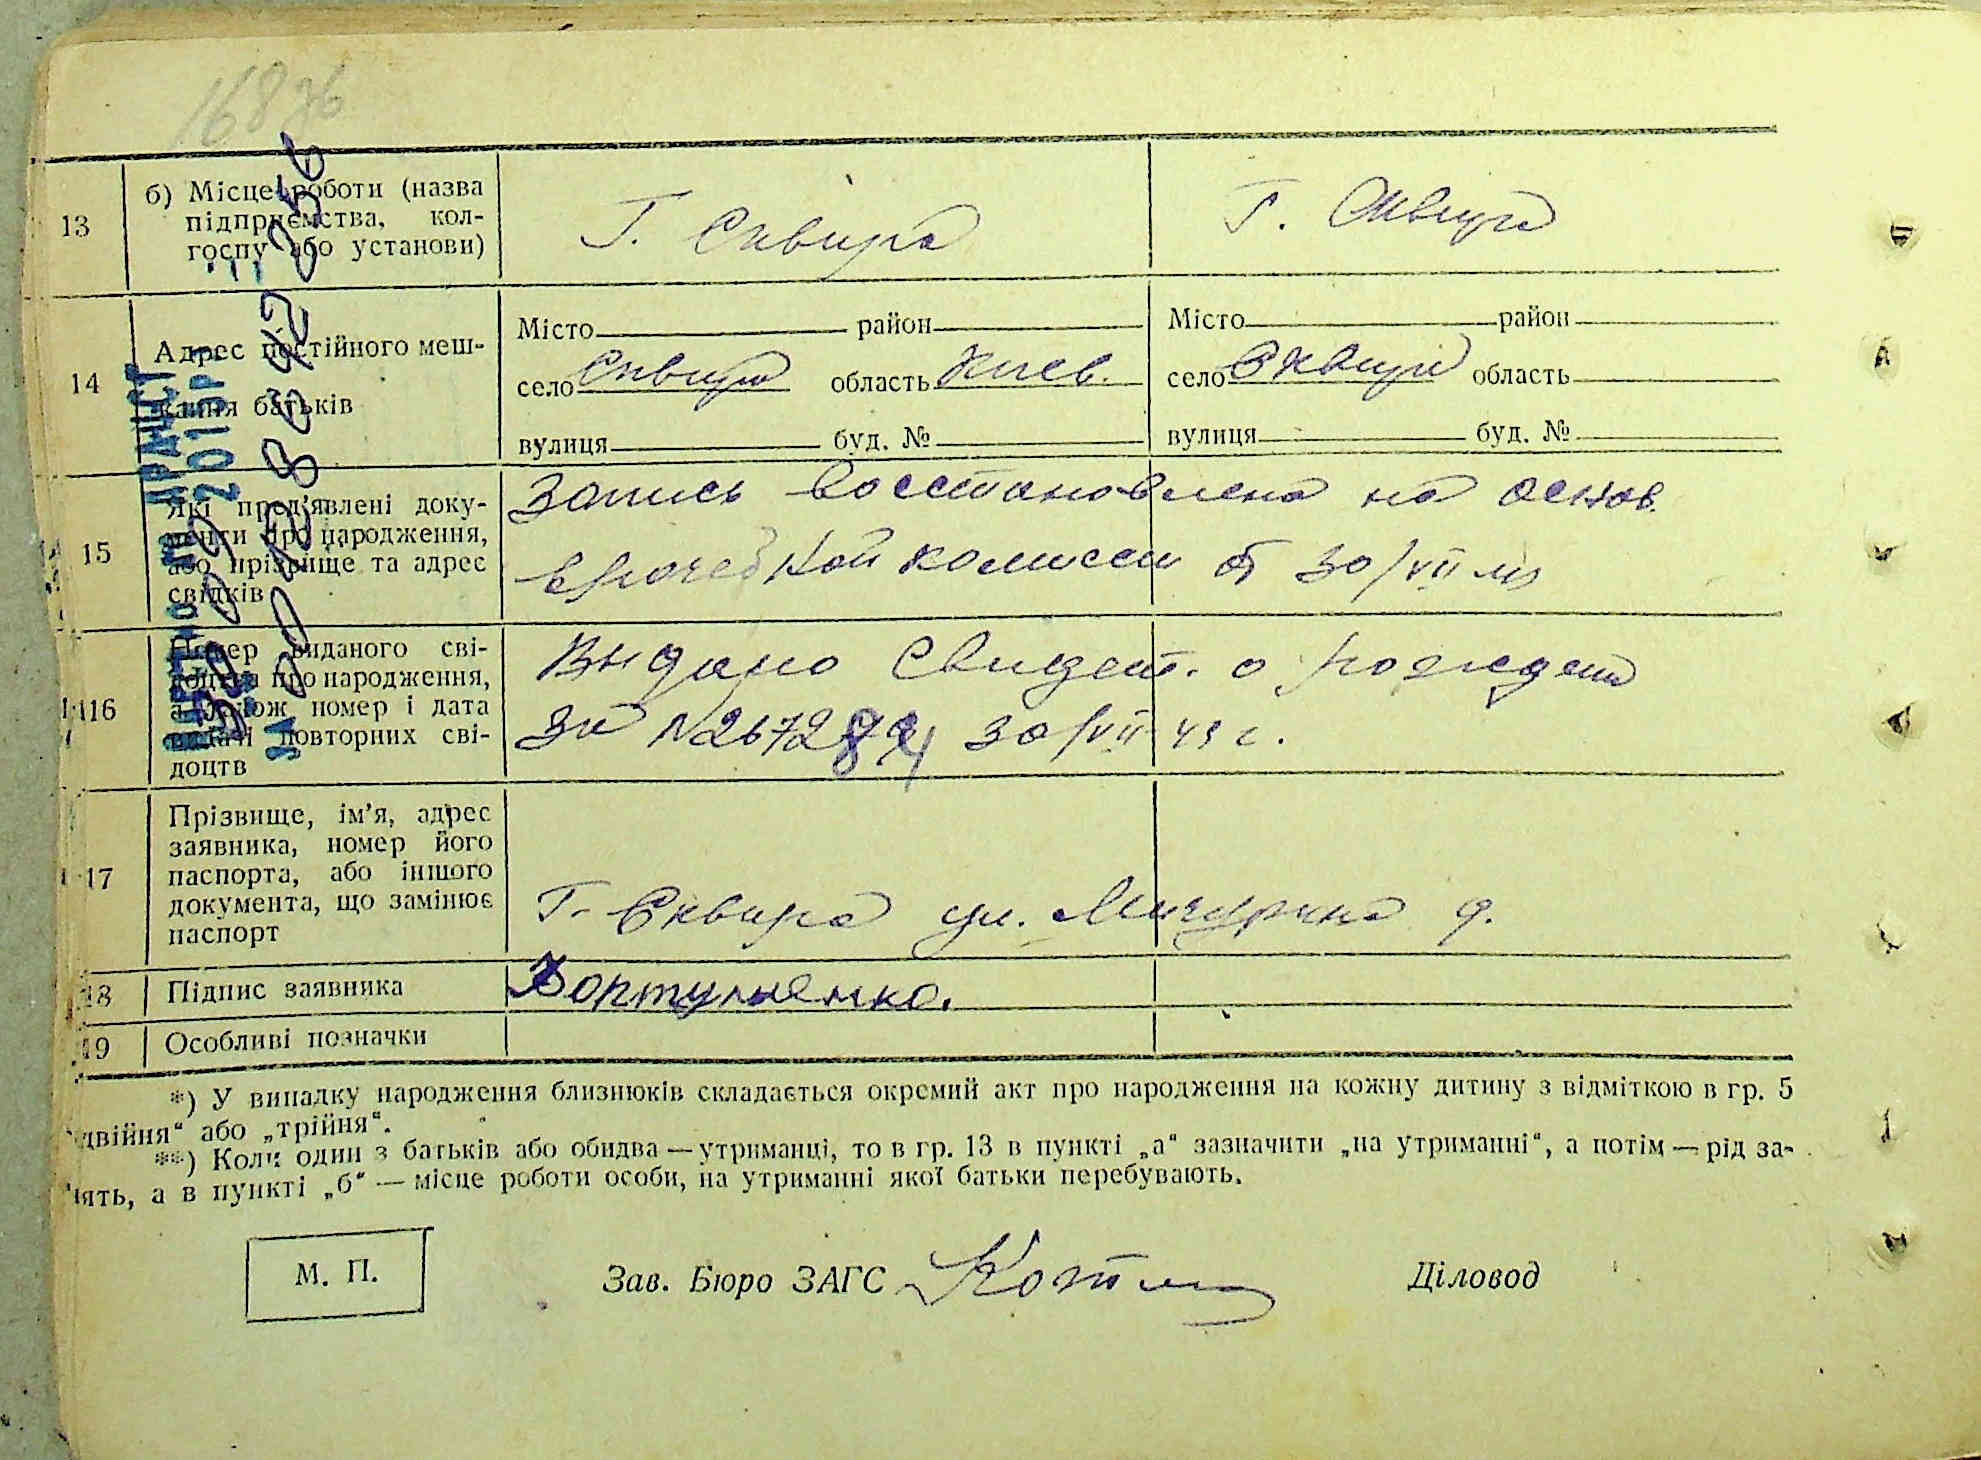 168 зб
13
б) Місце роботи (назва
підприємства, кол-
госпу або установи)
Г. Сквира
Г. Сквира
14
Адрес постійного меш-
кання батьків
Місто район
село Сквира область Киев.
вулиця буд. №
Місто район
село Сквира область
вулиця буд. №
15
Які пред'явлені доку-
менти про народження,
або прізвище та адрес
свідків
Запись восстановлена на основ.
врачебной комиссии от 30/VII
16
Номер виданого сві-
доцтва про народження,
а також номер і дата
видачі повторних сві-
доцтв
Выдано Свидет. о рождени
за № 30/VII 49 г.
17
Прізвище, ім'я, адрес
заявника, номер його
паспорта, або іншого
документа, що замінює
паспорт
Г. Сквира ул. Мичурина д.
18
Підпис заявника
19
Особливі позначки
*) У випадку народження близнюків складається окремий акт про народження на кожну дитину з відміткою в гр. 5
„двійня“ або „трійня“.
**) Коли один з батьків або обидва — утриманці, то в гр. 13 в пункті „а“ зазначити „на утриманні“, а потім — рід за-
нять, а в пункті „б“ — місце роботи особи, на утриманні якої батьки перебувають.
М. П.
Зав. Бюро ЗАГС
Діловод